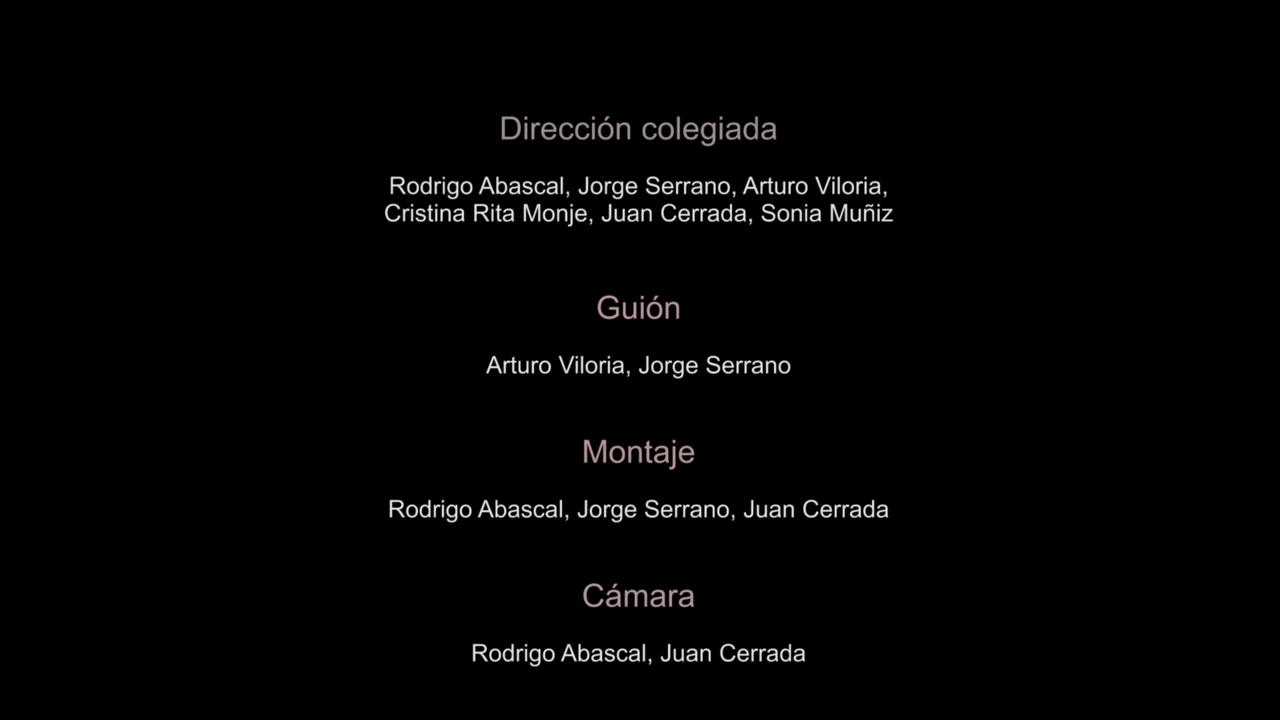 Dirección colegiada
Rodrigo Abascal, Jorge Serrano, Arturo Viloria,
Cristina Rita Monje, Juan Cerrada, Sonia Muñiz
Guión
Arturo Viloria, Jorge Serrano
Montaje
Rodrigo Abascal, Jorge Serrano, Juan Cerrada
Cámara
Rodrigo Abascal, Juan Cerrada